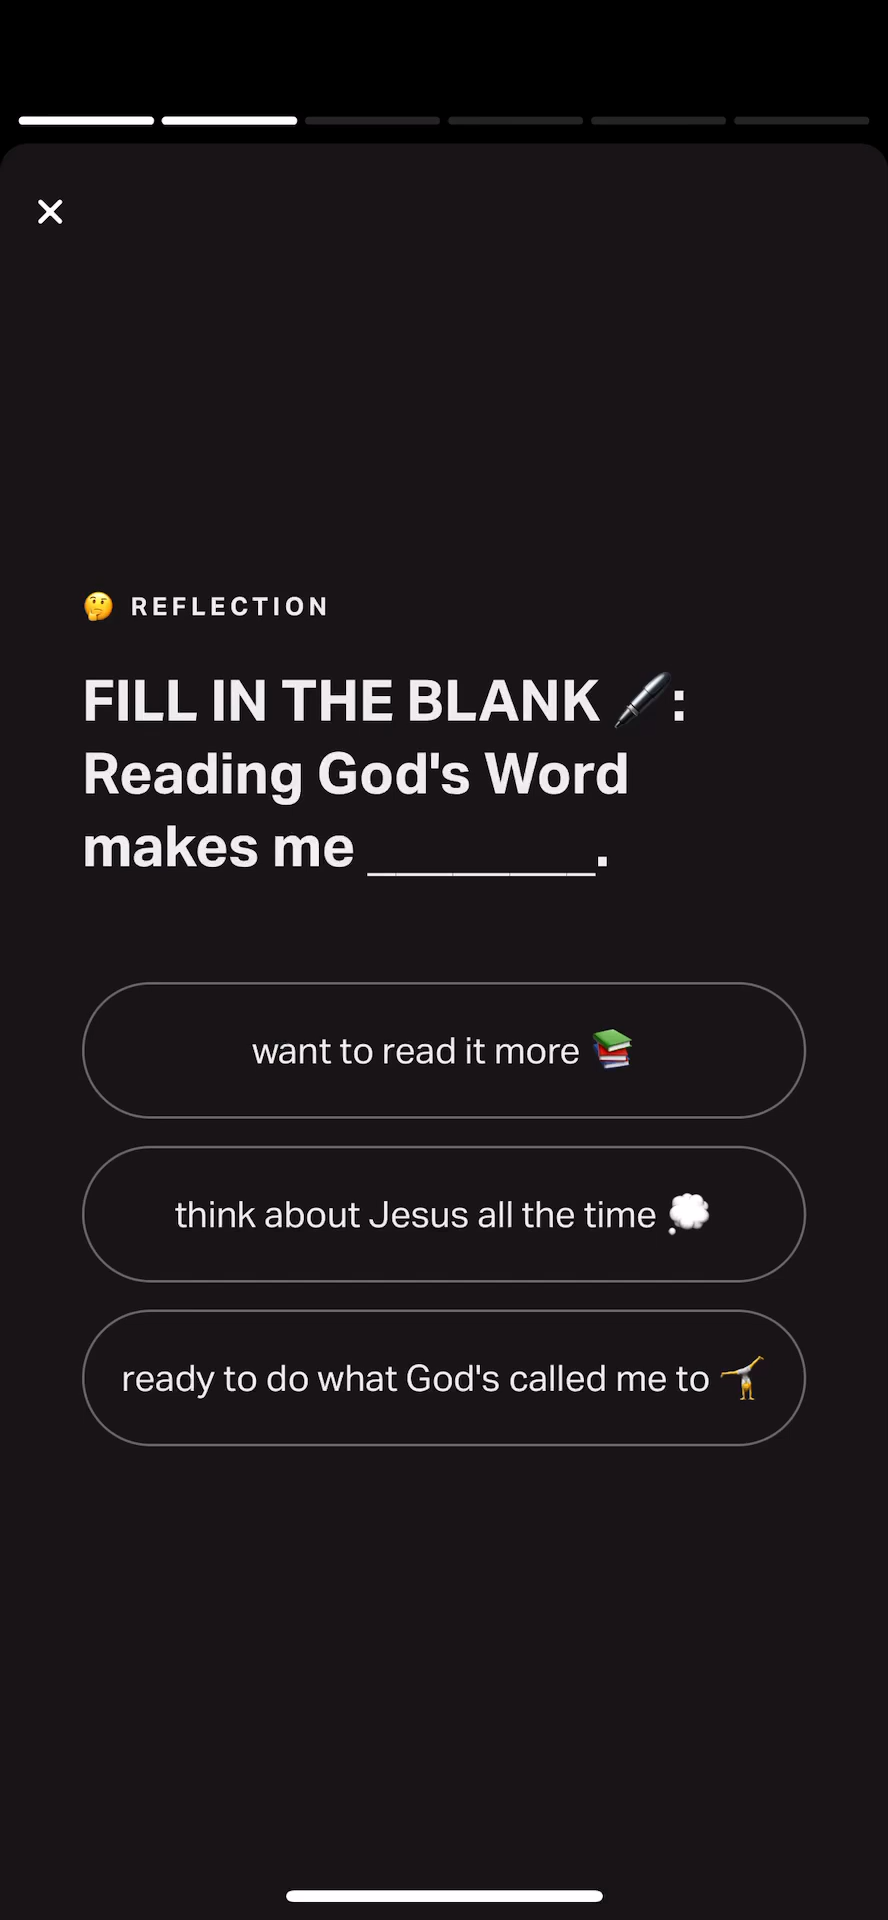 🤔 REFLECTION
FILL IN THE BLANK 🖋️:
Reading God's Word
makes me ________.
want to read it more 📚
think about Jesus all the time 💭
ready to do what God's called me to 🤸